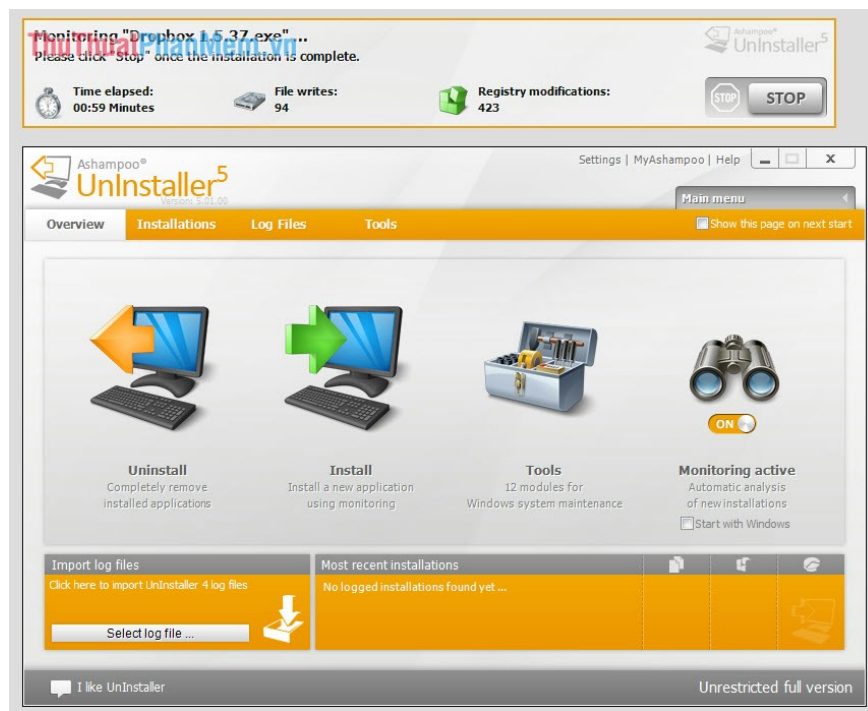 Monitoring "Dropbox 1.5.37.exe" ...
ThuThuatPhanMem.vn
Please click "Stop" once the installation is complete.
Ashampoo®
UnInstaller5
Time elapsed:
00:59 Minutes
File writes:
94
Registry modifications:
423
STOP
STOP
Ashampoo®
UnInstaller5
Version: 5.01.00
Settings | MyAshampoo | Help
Main menu
Overview Installations Log Files Tools
Show this page on next start
ON
Uninstall
Completely remove
installed applications
Install
Install a new application
using monitoring
Tools
12 modules for
Windows system maintenance
Monitoring active
Automatic analysis
of new installations
Start with Windows
Import log files
Click here to import UnInstaller 4 log files
Select log file ...
Most recent installations
No logged installations found yet ...
I like UnInstaller
Unrestricted full version